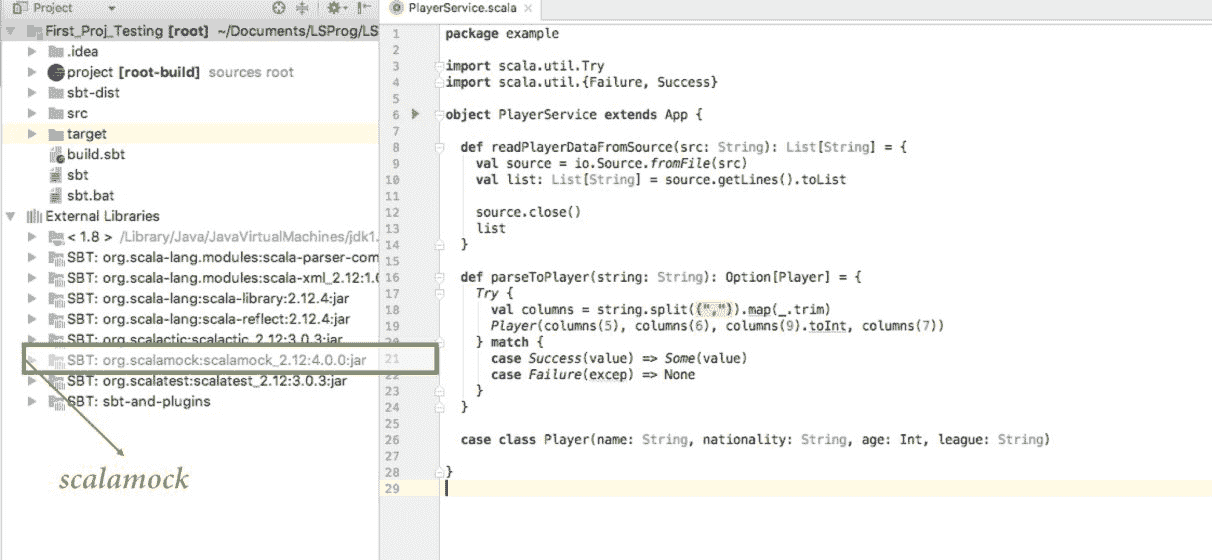 Project
First_Proj_Testing [root] ~/Documents/LSProg/LS
.idea
project [root-build] sources root
sbt-dist
src
target
build.sbt
sbt
sbt.bat
External Libraries
< 1.8 > /Library/Java/JavaVirtualMachines/jdk1.
SBT: org.scala-lang.modules:scala-parser-com
SBT: org.scala-lang.modules:scala-xml_2.12:1.0
SBT: org.scala-lang:scala-library:2.12.4:jar
SBT: org.scala-lang:scala-reflect:2.12.4:jar
SBT: org.scalactic:scalactic_2.12:3.0.3:jar
SBT: org.scalamock:scalamock_2.12:4.0.0:jar
SBT: org.scalatest:scalatest_2.12:3.0.3:jar
SBT: sbt-and-plugins
scalamock
PlayerService.scala
1 package example
2
3 import scala.util.Try
4 import scala.util.{Failure, Success}
5
6 object PlayerService extends App {
7
8 def readPlayerDataFromSource(src: String): List[String] = {
9 val source = io.Source.fromFile(src)
10 val list: List[String] = source.getLines().toList
11
12 source.close()
13 list
14 }
15
16 def parseToPlayer(string: String): Option[Player] = {
17 Try {
18 val columns = string.split((",")).map(_.trim)
19 Player(columns(5), columns(6), columns(9).toInt, columns(7))
20 } match {
21 case Success(value) => Some(value)
22 case Failure(excep) => None
23 }
24 }
25
26 case class Player(name: String, nationality: String, age: Int, league: String)
27
28 }
29